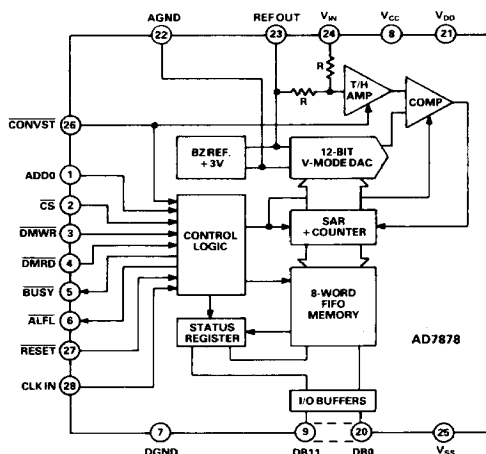 AGND
REF OUT
VIN
VCC
VDD
22
23
24
8
21
R
R
T/H
AMP
COMP
CONVST
26
BZ REF.
+3V
12-BIT
V-MODE DAC
ADD0
1
CS
2
DMWR
3
DMRD
4
BUSY
5
ALFL
6
RESET
27
CLK IN
28
CONTROL
LOGIC
SAR
+ COUNTER
8-WORD
FIFO
MEMORY
STATUS
REGISTER
AD7878
I/O BUFFERS
7
9
20
25
DGND
DB11
DB0
VSS